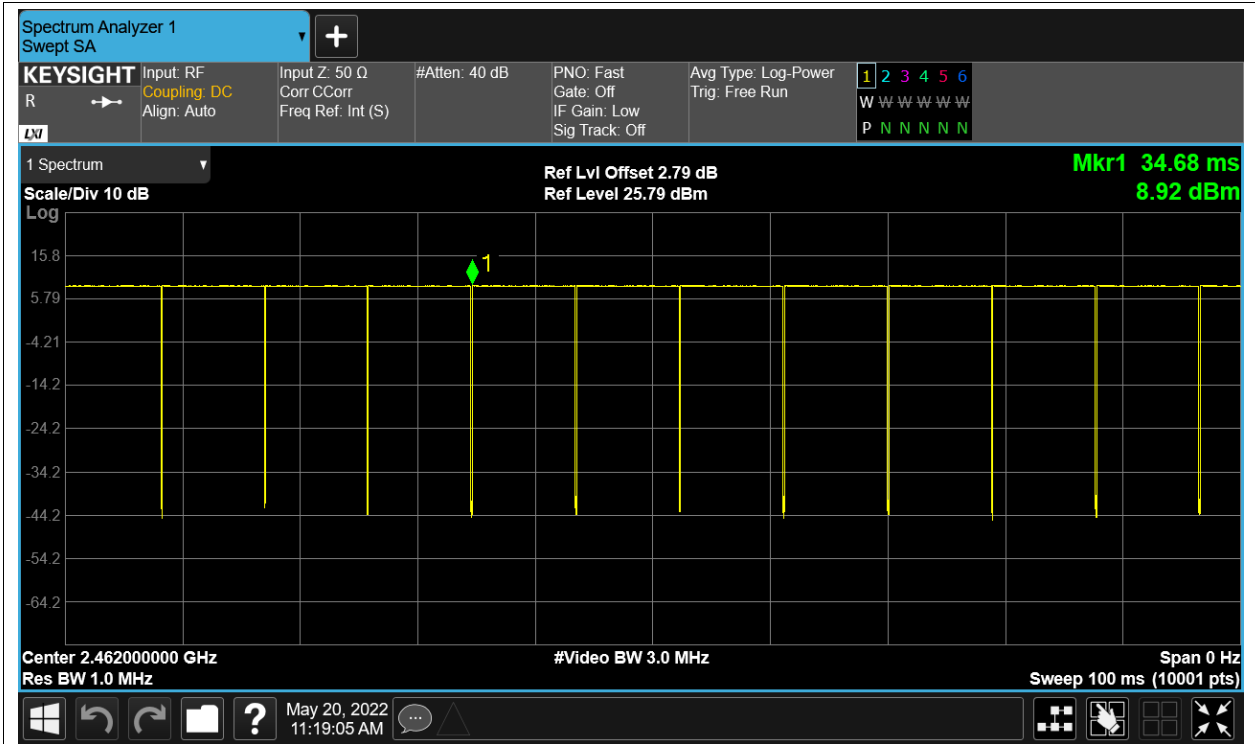 Spectrum Analyzer 1
Swept SA
+
KEYSIGHT
R
LXI
Input: RF
Coupling: DC
Align: Auto
Input Z: 50 Ω
Corr CCorr
Freq Ref: Int (S)
#Atten: 40 dB
PNO: Fast
Gate: Off
IF Gain: Low
Sig Track: Off
Avg Type: Log-Power
Trig: Free Run
1 2 3 4 5 6
W W W W W W
P N N N N N
1 Spectrum
Scale/Div 10 dB
Log
Ref Lvl Offset 2.79 dB
Ref Level 25.79 dBm
Mkr1 34.68 ms
8.92 dBm
1
15.8
5.79
-4.21
-14.2
-24.2
-34.2
-44.2
-54.2
-64.2
Center 2.462000000 GHz
Res BW 1.0 MHz
#Video BW 3.0 MHz
Span 0 Hz
Sweep 100 ms (10001 pts)
?
May 20, 2022
11:19:05 AM